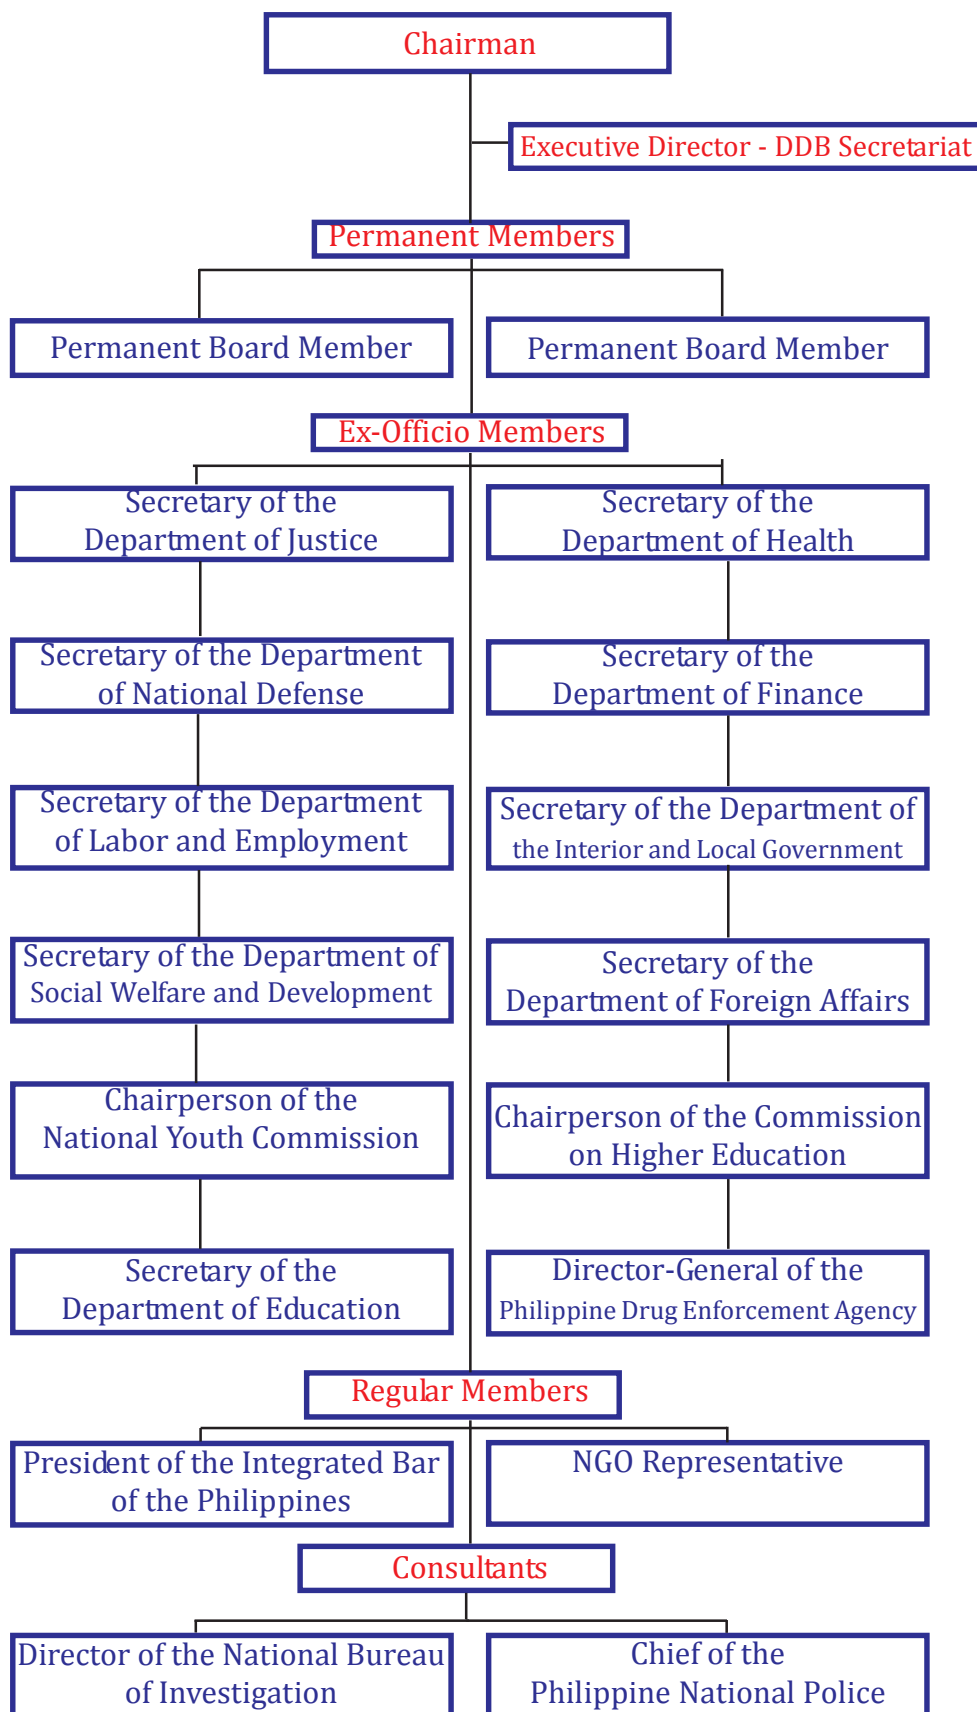 Chairman
Executive Director - DDB Secretariat
Permanent Members
Permanent Board Member
Permanent Board Member
Ex-Officio Members
Secretary of the
Department of Justice
Secretary of the
Department of Health
Secretary of the Department
of National Defense
Secretary of the
Department of Finance
Secretary of the Department
of Labor and Employment
Secretary of the Department of
the Interior and Local Government
Secretary of the Department of
Social Welfare and Development
Secretary of the
Department of Foreign Affairs
Chairperson of the
National Youth Commission
Chairperson of the Commission
on Higher Education
Secretary of the
Department of Education
Director-General of the
Philippine Drug Enforcement Agency
Regular Members
President of the Integrated Bar
of the Philippines
NGO Representative
Consultants
Director of the National Bureau
of Investigation
Chief of the
Philippine National Police